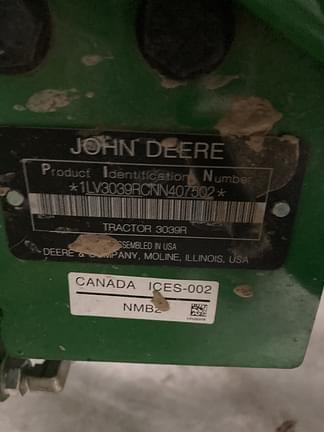 JOHN DEERE
Product Identification Number
*1LV3039RCNN407502*
TRACTOR 3039R
ASSEMBLED IN USA
DEERE & COMPANY, MOLINE, ILLINOIS, USA
CANADA ICES-002
NMB2